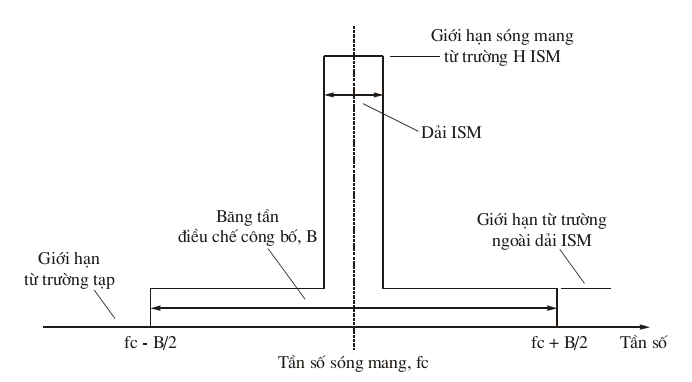 Giới hạn sóng mang
từ trường H ISM
Dải ISM
Băng tần
điều chế công bố, B
Giới hạn từ trường
ngoài dải ISM
Giới hạn
từ trường tạp
fc - B/2
fc + B/2
Tần số
Tần số sóng mang, fc